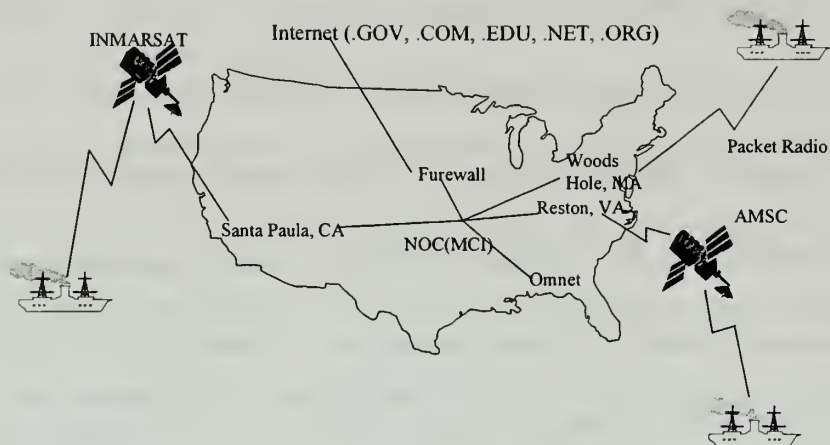 INMARSAT
Internet (.GOV, .COM, .EDU, .NET, .ORG)
Packet Radio
Furewall
Woods
Hole, MA
Reston, VA
AMSC
Santa Paula, CA
NOC(MCI)
Omnet